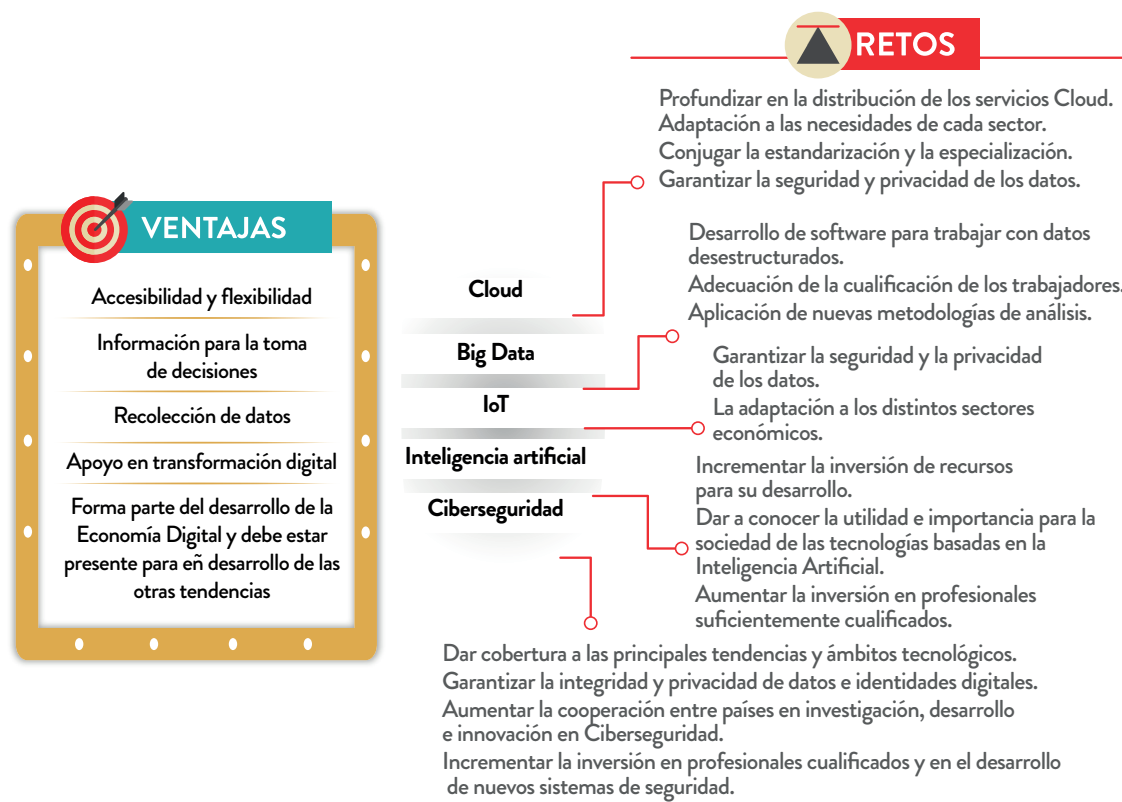 RETOS
Profundizar en la distribución de los servicios Cloud.
Adaptación a las necesidades de cada sector.
Conjugar la estandarización y la especialización.
Garantizar la seguridad y privacidad de los datos.
VENTAJAS
Accesibilidad y flexibilidad
Información para la toma
de decisiones
Recolección de datos
Apoyo en transformación digital
Forma parte del desarrollo de la
Economía Digital y debe estar
presente para eñ desarrollo de las
otras tendencias
Cloud
Big Data
IoT
Inteligencia artificial
Ciberseguridad
Desarrollo de software para trabajar con datos
desestructurados.
Adecuación de la cualificación de los trabajadores.
Aplicación de nuevas metodologías de análisis.
Garantizar la seguridad y la privacidad
de los datos.
La adaptación a los distintos sectores
económicos.
Incrementar la inversión de recursos
para su desarrollo.
Dar a conocer la utilidad e importancia para la
sociedad de las tecnologías basadas en la
Inteligencia Artificial.
Aumentar la inversión en profesionales
suficientemente cualificados.
Dar cobertura a las principales tendencias y ámbitos tecnológicos.
Garantizar la integridad y privacidad de datos e identidades digitales.
Aumentar la cooperación entre países en investigación, desarrollo
e innovación en Ciberseguridad.
Incrementar la inversión en profesionales cualificados y en el desarrollo
de nuevos sistemas de seguridad.